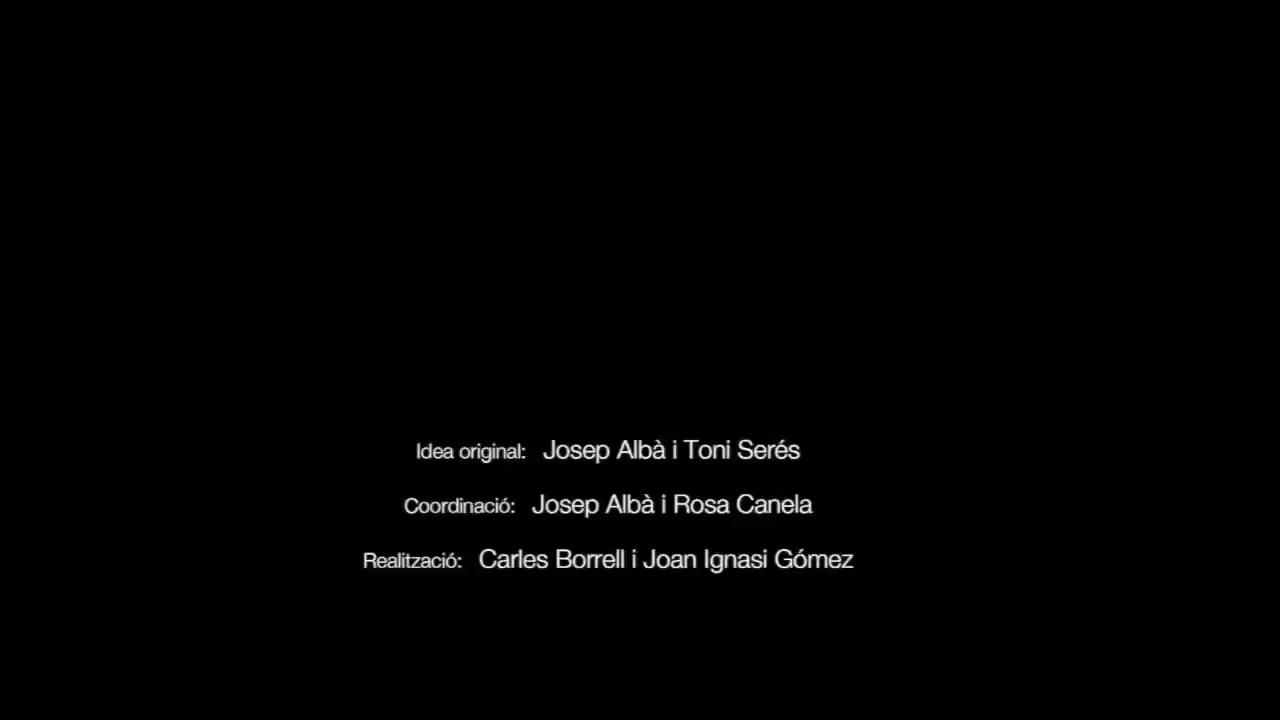 Idea original: Josep Albà i Toni Serés
Coordinació: Josep Albà i Rosa Canela
Realització: Carles Borrell i Joan Ignasi Gómez